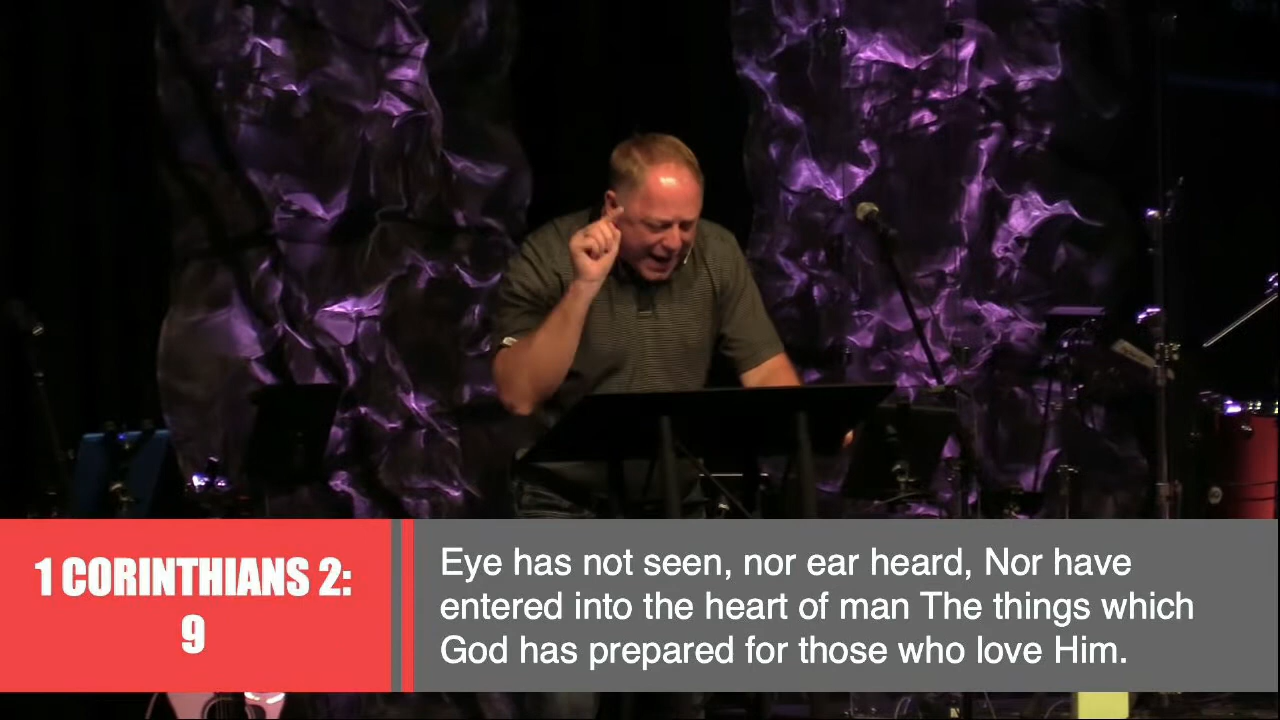 1 CORINTHIANS 2:
9
Eye has not seen, nor ear heard, Nor have
entered into the heart of man The things which
God has prepared for those who love Him.